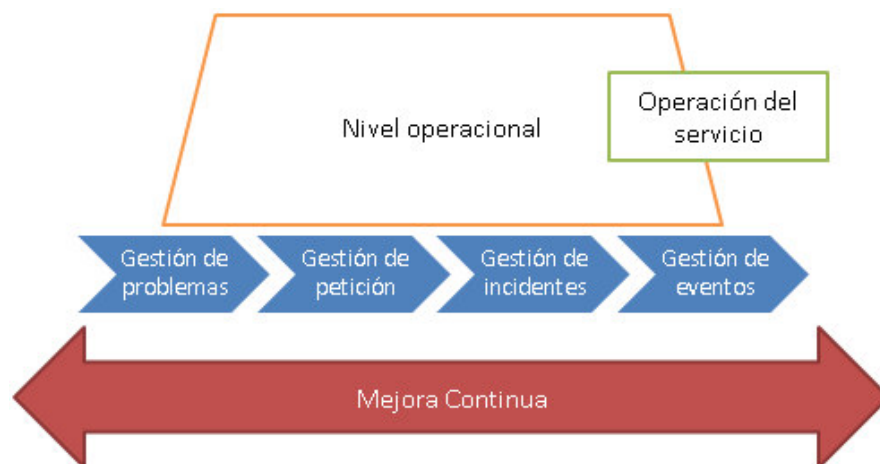 Nivel operacional
Operación del
servicio
Gestión de
problemas
Gestión de
petición
Gestión de
incidentes
Gestión de
eventos
Mejora Continua